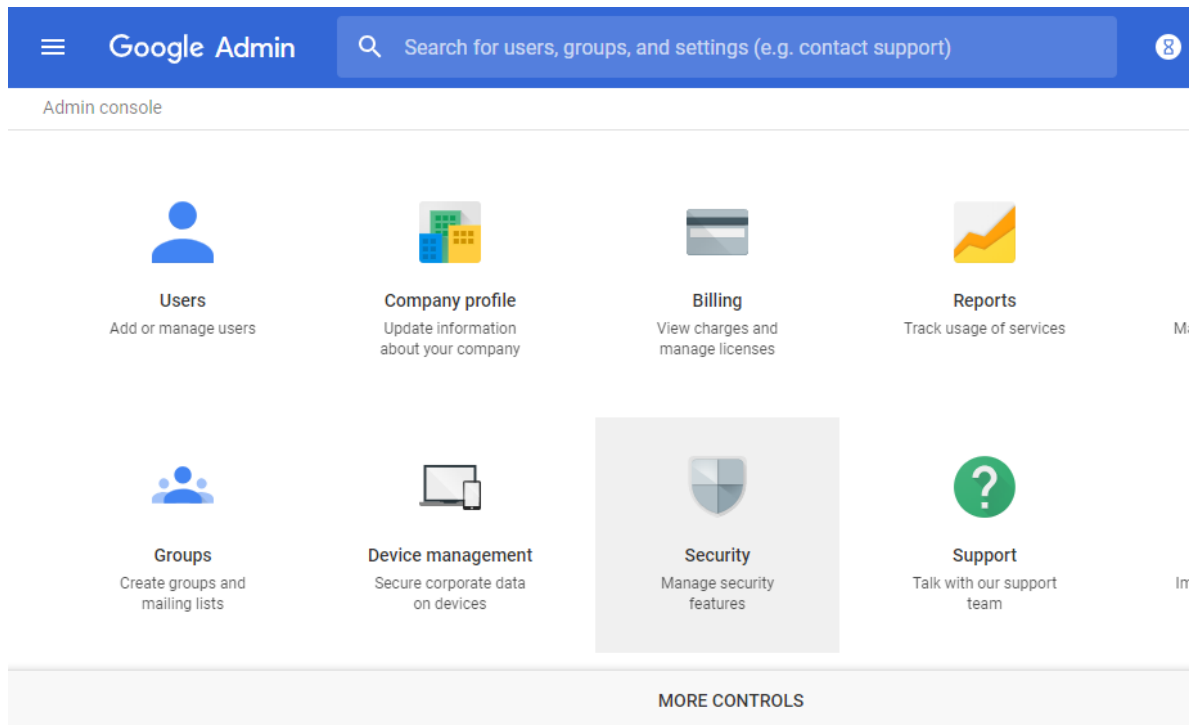 Google Admin
Search for users, groups, and settings (e.g. contact support)
Admin console
Users
Add or manage users
Company profile
Update information
about your company
Billing
View charges and
manage licenses
Reports
Track usage of services
Groups
Create groups and
mailing lists
Device management
Secure corporate data
on devices
Security
Manage security
features
Support
Talk with our support
team
MORE CONTROLS